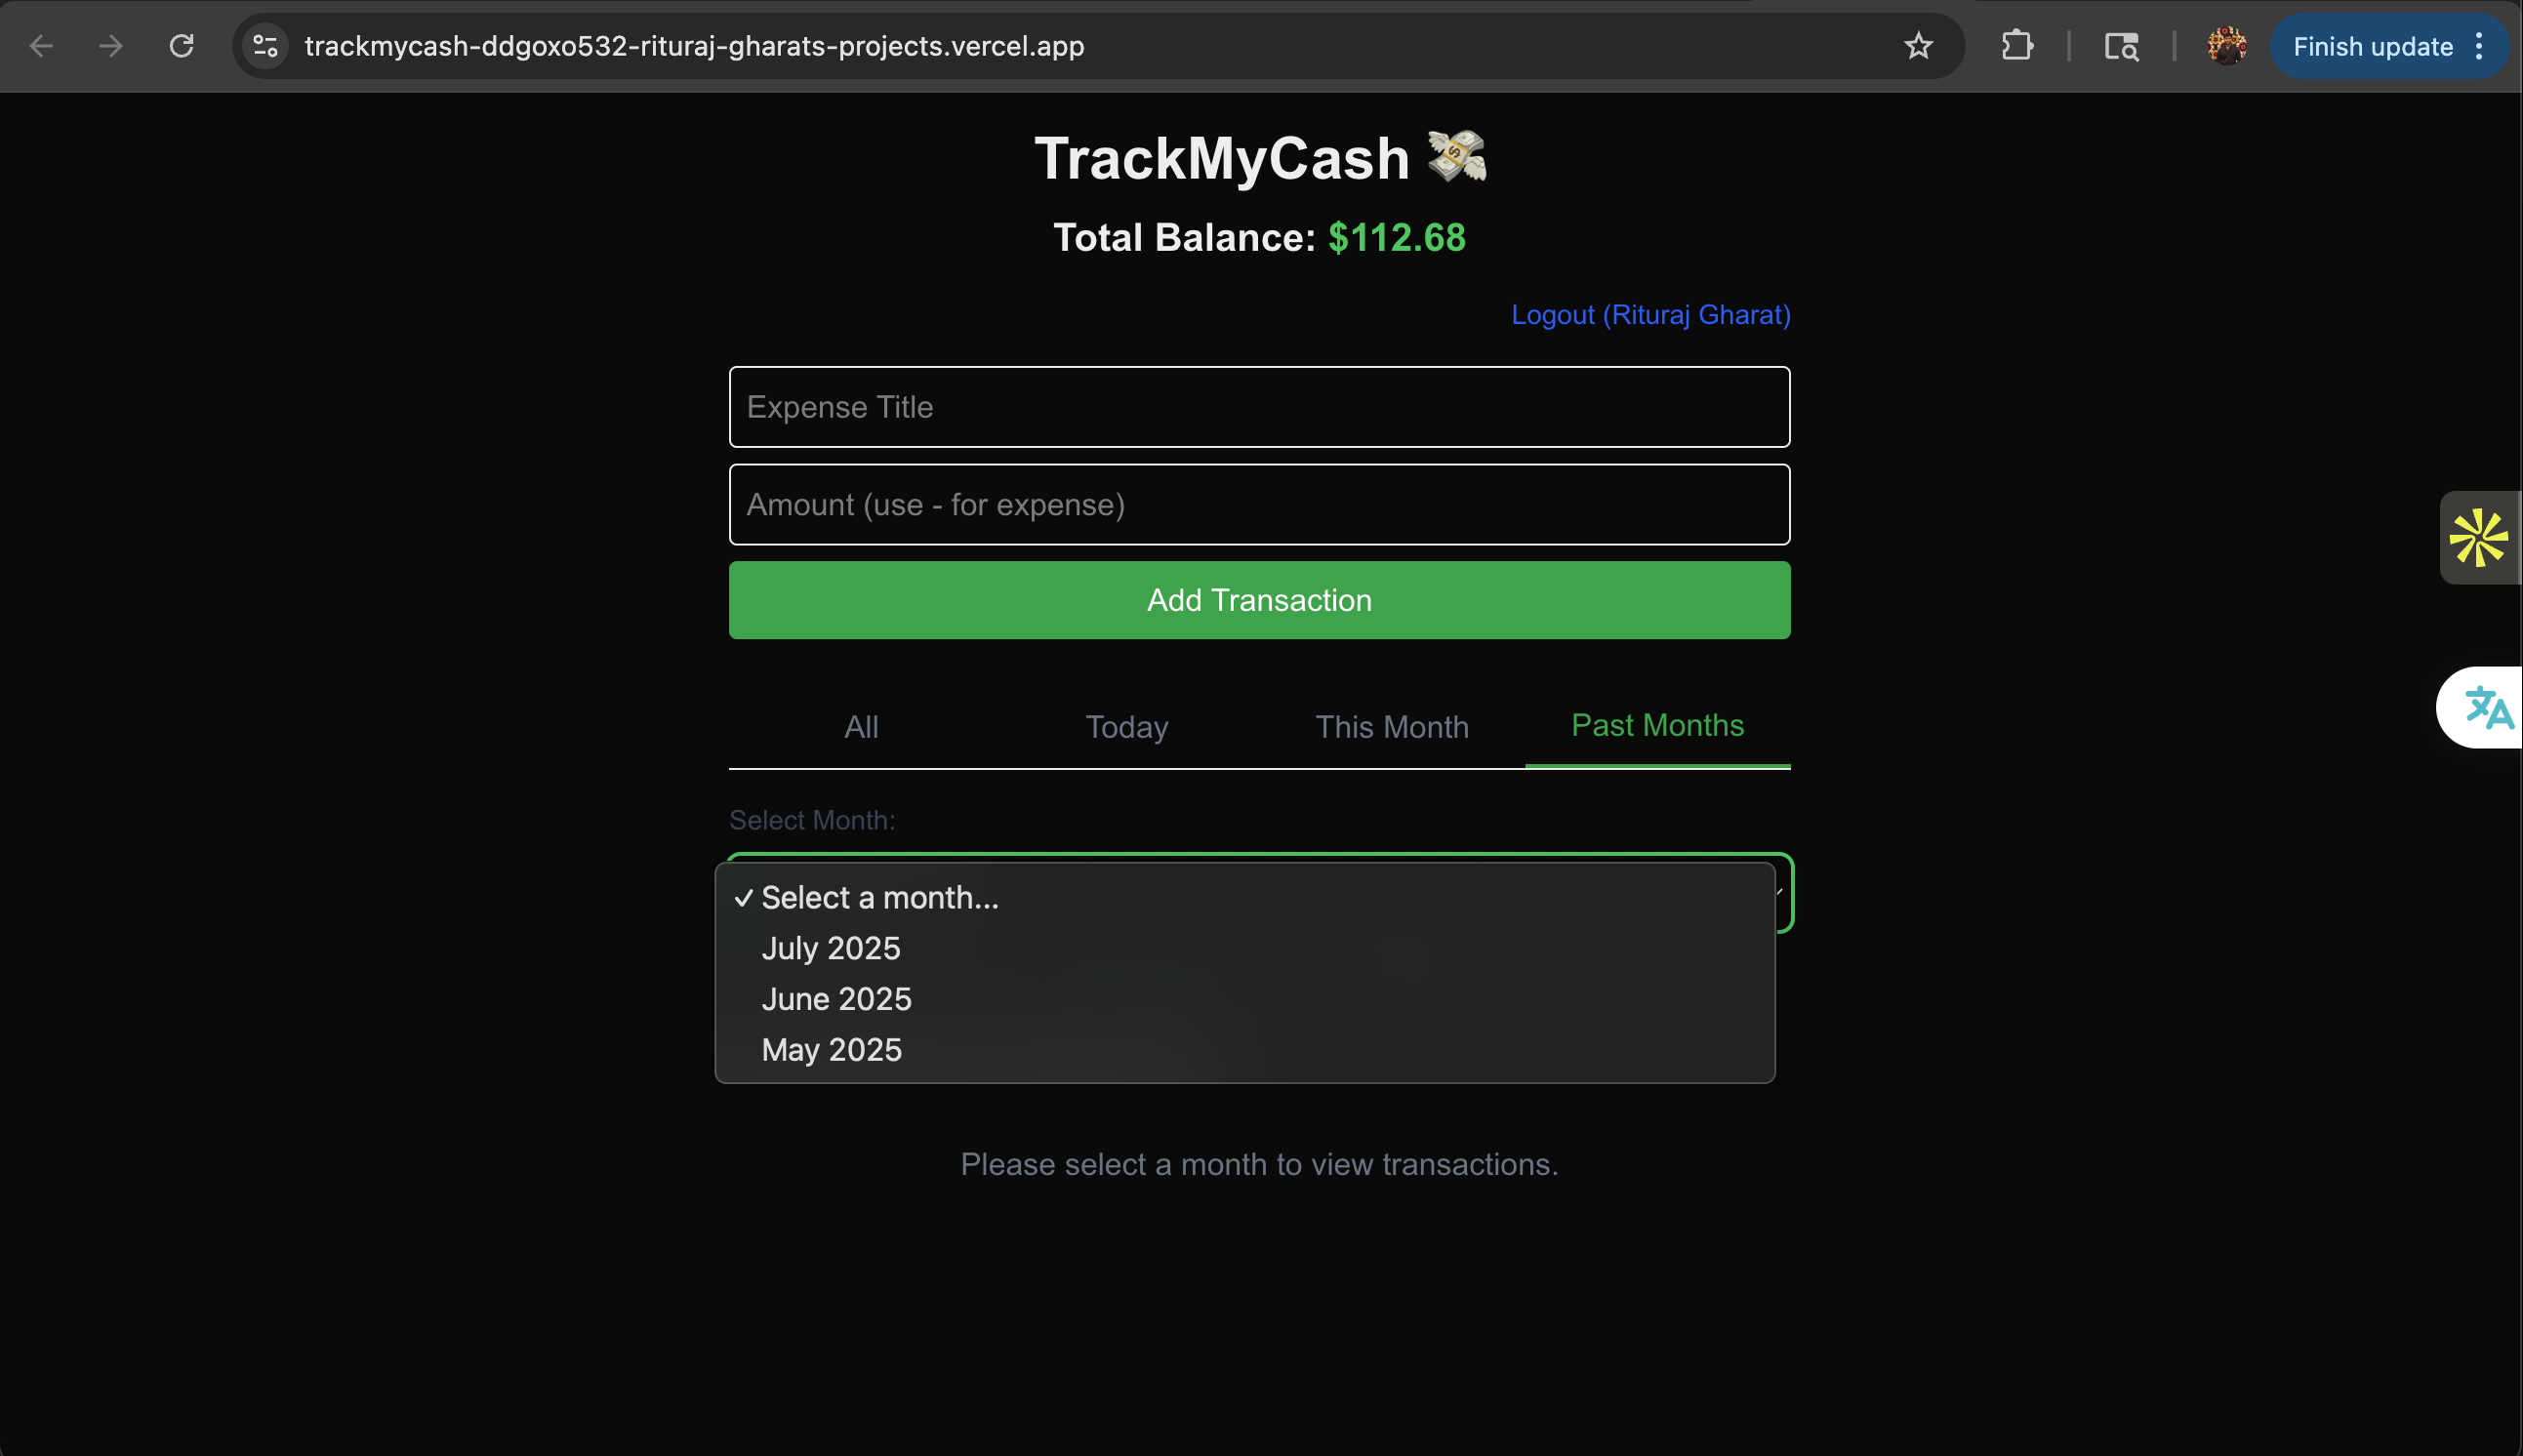 trackmycash-ddgoxo532-rituraj-gharats-projects.vercel.app
Finish update
TrackMyCash
Total Balance: $112.68
Logout (Rituraj Gharat)
Expense Title
Amount (use - for expense)
Add Transaction
All
Today
This Month
Past Months
Select Month:
Select a month...
July 2025
June 2025
May 2025
Please select a month to view transactions.